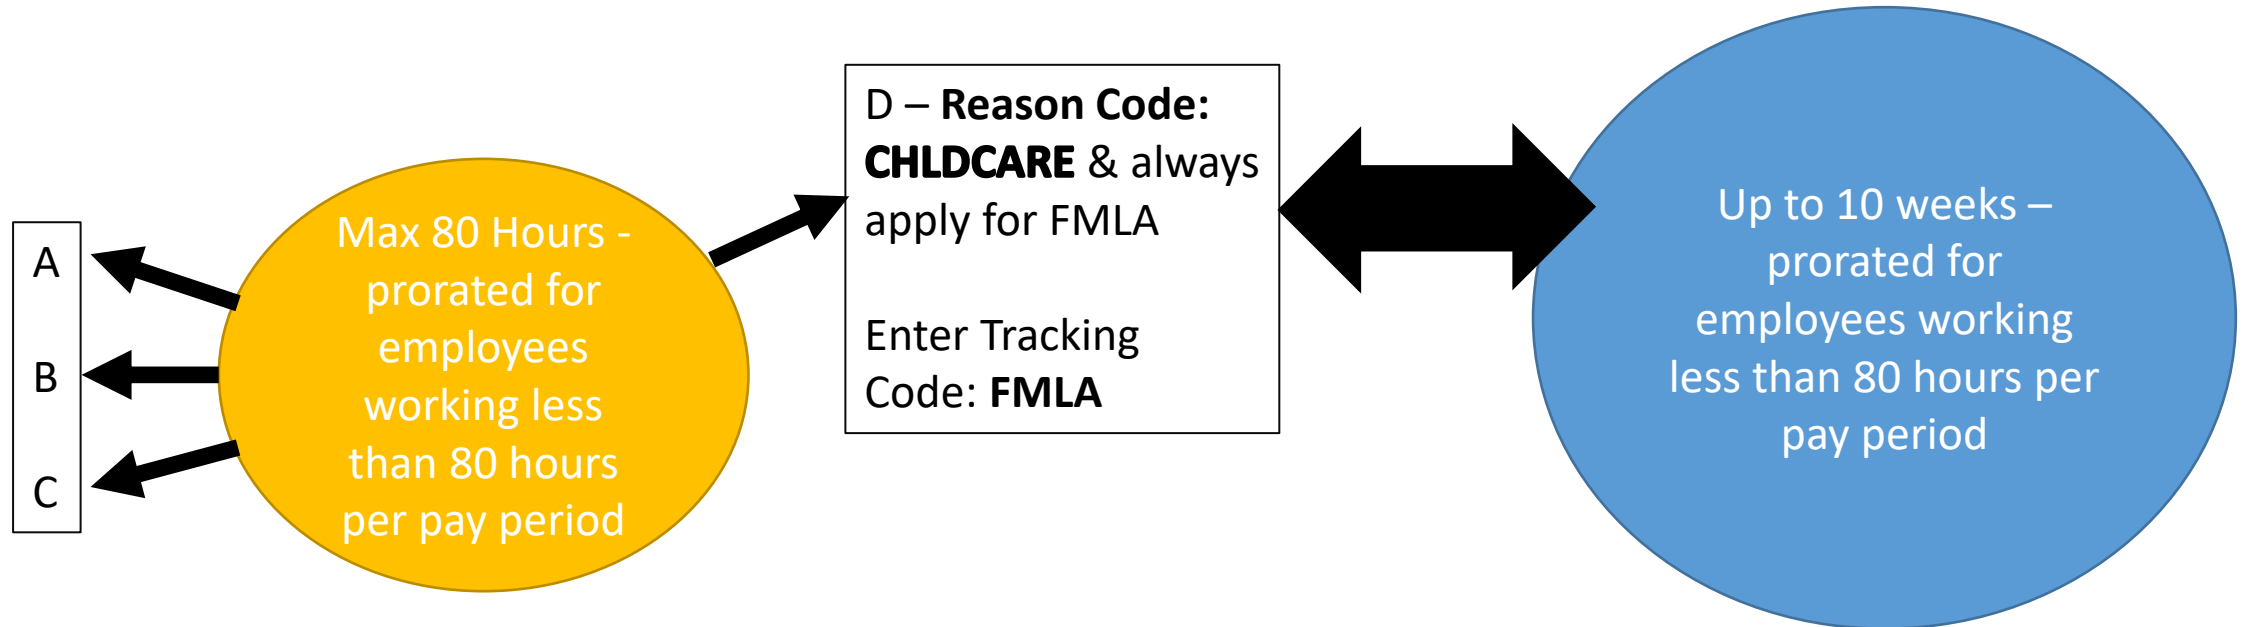 A
B
C
Max 80 Hours -
prorated for
employees
working less
than 80 hours
per pay period
D – Reason Code:
CHLDCARE & always
apply for FMLA
Enter Tracking
Code: FMLA
Up to 10 weeks –
prorated for
employees working
less than 80 hours per
pay period